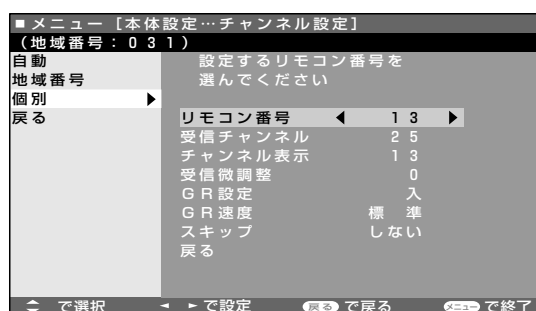 ■メニュー [本体設定…チャンネル設定]
(地域番号:031)
自動
地域番号
個別 ▶
戻る
設定するリモコン番号を
選んでください
リモコン番号 ◀ 13 ▶
受信チャンネル 25
チャンネル表示 13
受信微調整 0
GR設定 入
GR速度 標 準
スキップ しない
戻る
で選択 ◄ ►で設定 戻る で戻る メニュー で終了